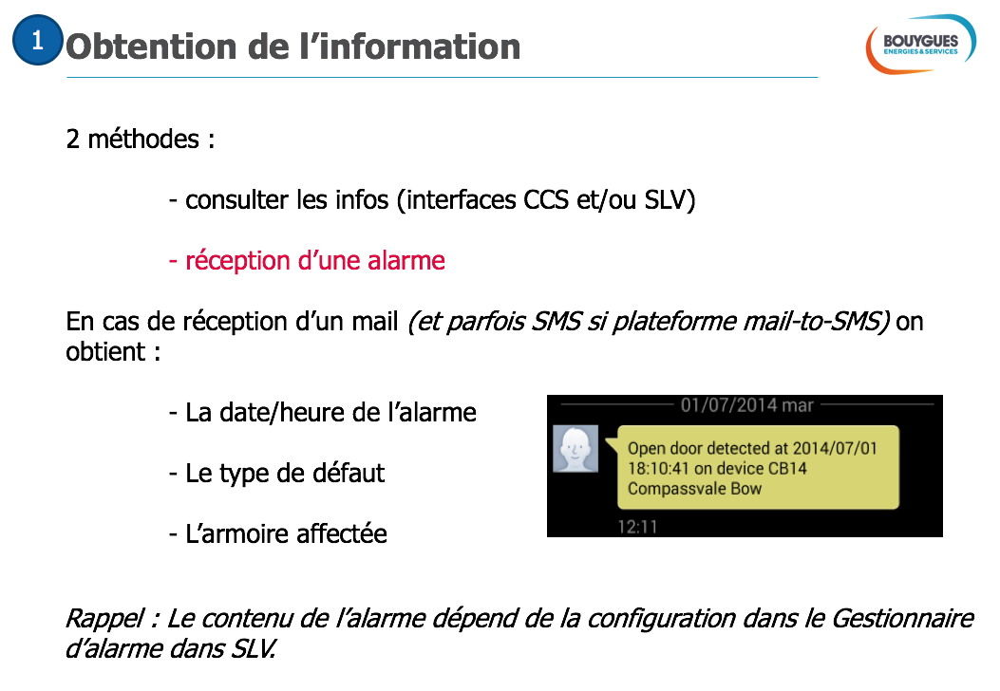 1
Obtention de l’information
BOUYGUES
ENERGIES & SERVICES
2 méthodes :
- consulter les infos (interfaces CCS et/ou SLV)
- réception d’une alarme
En cas de réception d’un mail (et parfois SMS si plateforme mail-to-SMS) on
obtient :
- La date/heure de l’alarme
- Le type de défaut
- L’armoire affectée
01/07/2014 mar
Open door detected at 2014/07/01
18:10:41 on device CB14
Compassvale Bow
12:11
Rappel : Le contenu de l’alarme dépend de la configuration dans le Gestionnaire
d’alarme dans SLV.